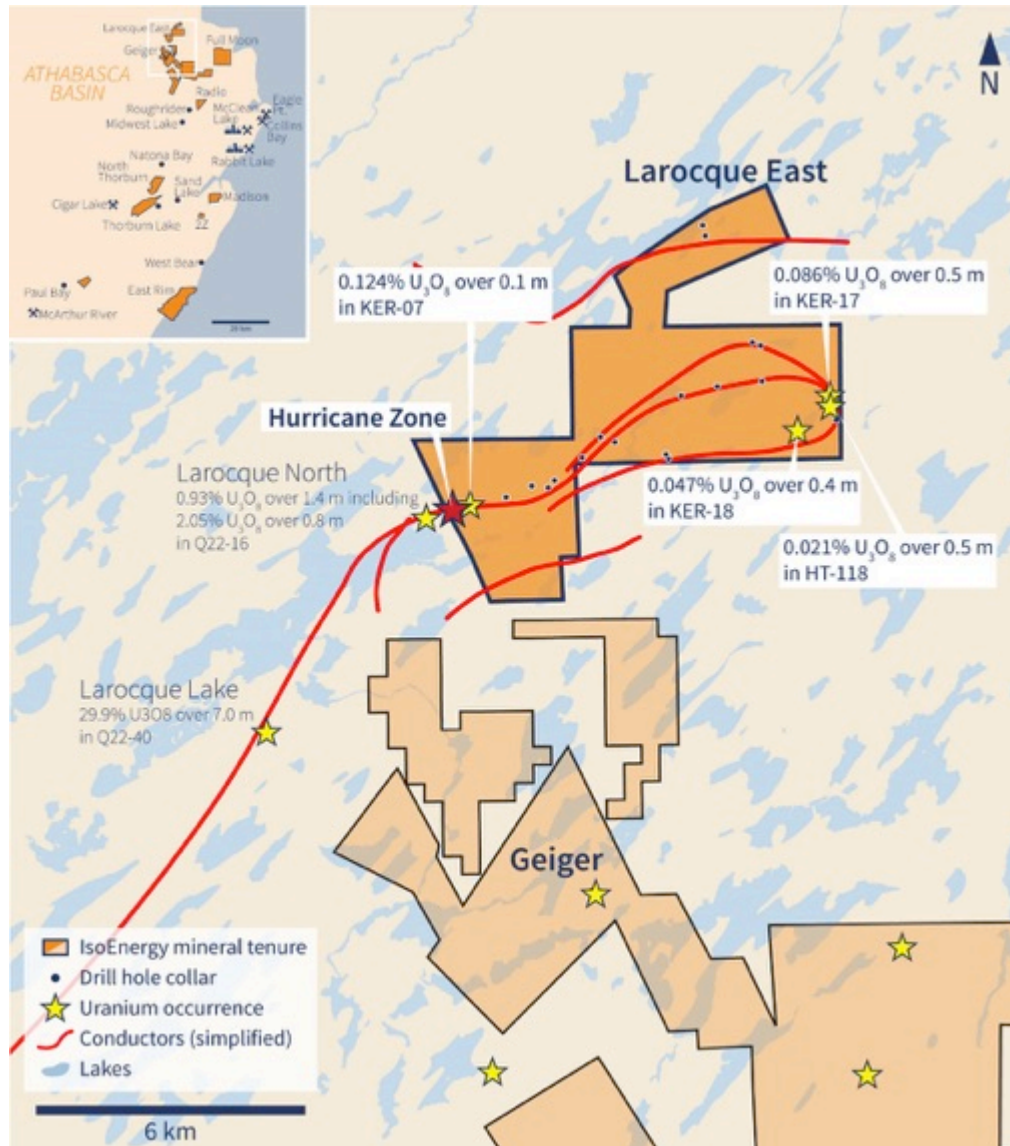 Larocque East
Geiger
Full Moon
ATHABASCA
BASIN
Radio
Roughrider
McClean
Lake
Eagle
Pt.
Midwest Lake
Collins
Bay
Rabbit Lake
Natona Bay
North
Thorburn
Sand
Lake
Madison
Cigar Lake
Thorburn Lake
2Z
West Bear
Paul Bay
East Rim
McArthur River
20 km
N
Larocque East
0.124% U₃O₈ over 0.1 m
in KER-07
0.086% U₃O₈ over 0.5 m
in KER-17
Hurricane Zone
Larocque North
0.93% U₃O₈ over 1.4 m including
2.05% U₃O₈ over 0.8 m
in Q22-16
0.047% U₃O₈ over 0.4 m
in KER-18
0.021% U₃O₈ over 0.5 m
in HT-118
Larocque Lake
29.9% U3O8 over 7.0 m
in Q22-40
Geiger
IsoEnergy mineral tenure
Drill hole collar
Uranium occurrence
Conductors (simplified)
Lakes
6 km